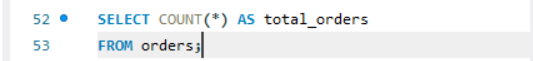 52 SELECT COUNT(*) AS total_orders
53 FROM orders;